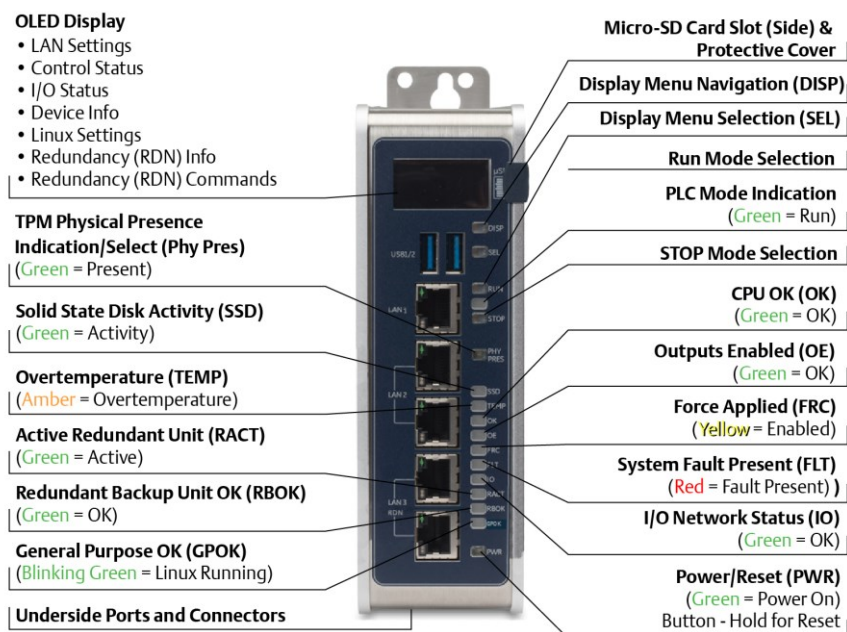 OLED Display
• LAN Settings
• Control Status
• I/O Status
• Device Info
• Linux Settings
• Redundancy (RDN) Info
• Redundancy (RDN) Commands
TPM Physical Presence
Indication/Select (Phy Pres)
(Green = Present)
Solid State Disk Activity (SSD)
(Green = Activity)
Overtemperature (TEMP)
(Amber = Overtemperature)
Active Redundant Unit (RACT)
(Green = Active)
Redundant Backup Unit OK (RBOK)
(Green = OK)
General Purpose OK (GPOK)
(Blinking Green = Linux Running)
Underside Ports and Connectors
µSD
DISP
USB1/2
SEL
RUN
LAN 1
STOP
PHY
PRES
SSD
LAN 2
TEMP
OK
OE
FRC
FLT
IO
RACT
LAN 3
RBOK
RDN
GPOK
PWR
Micro-SD Card Slot (Side) &
Protective Cover
Display Menu Navigation (DISP)
Display Menu Selection (SEL)
Run Mode Selection
PLC Mode Indication
(Green = Run)
STOP Mode Selection
CPU OK (OK)
(Green = OK)
Outputs Enabled (OE)
(Green = OK)
Force Applied (FRC)
(Yellow = Enabled)
System Fault Present (FLT)
(Red = Fault Present) )
I/O Network Status (IO)
(Green = OK)
Power/Reset (PWR)
(Green = Power On)
Button - Hold for Reset